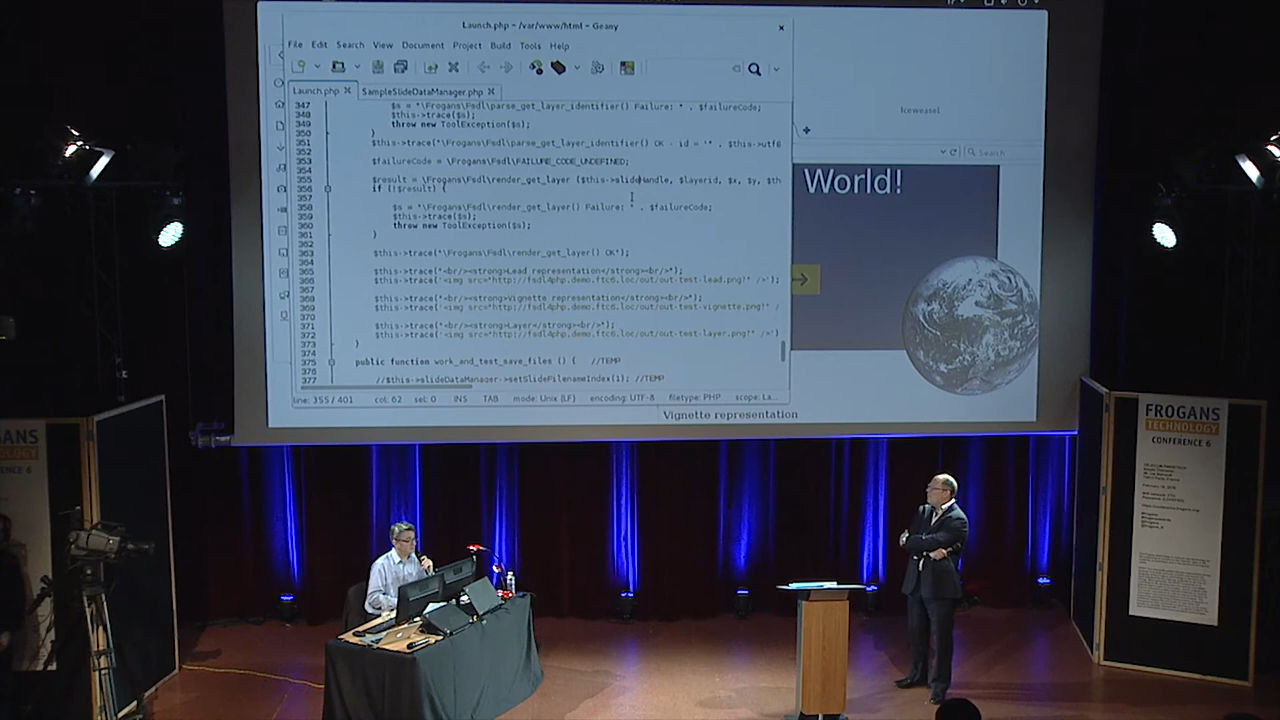 Launch.php - /var/www/html - Geany
File Edit Search View Document Project Build Tools Help
Launch.php SampleSlideDataManager.php
347 $s = "\Frogans\Fsdl\parse_get_layer_identifier() Failure: " . $failureCode;
348 $this->trace($s);
349 throw new ToolException($s);
350 }
351 $this->trace("\Frogans\Fsdl\parse_get_layer_identifier() OK - id = '" . $this->utf8
352
353 $failureCode = \Frogans\Fsdl\FAILURE_CODE_UNDEFINED;
354
355 $result = \Frogans\Fsdl\render_get_layer ($this->slideHandle, $layerid, $x, $y, $th
356 if (!$result) {
357
358 $s = "\Frogans\Fsdl\render_get_layer() Failure: " . $failureCode;
359 $this->trace($s);
360 throw new ToolException($s);
361 }
362
363 $this->trace("\Frogans\Fsdl\render_get_layer() OK");
364
365 $this->trace("<br/><strong>Lead representation</strong><br/>");
366 $this->trace('<img src="http://fsdl4php.demo.ftc6.loc/out/out-test-lead.png?" />');
367
368 $this->trace("<br/><strong>Vignette representation</strong><br/>");
369 $this->trace('<img src="http://fsdl4php.demo.ftc6.loc/out/out-test-vignette.png?" /
370
371 $this->trace("<br/><strong>Layer</strong><br/>");
372 $this->trace('<img src="http://fsdl4php.demo.ftc6.loc/out/out-test-layer.png?" />')
373 }
374
375 public function work_and_test_save_files () { //TEMP
376
377 //$this->slideDataManager->setSlideFilenameIndex(1); //TEMP
line: 355 / 401 col: 62 sel: 0 INS TAB mode: Unix (LF) encoding: UTF-8 filetype: PHP scope: La...
Iceweasel
Search
World!
Vignette representation
FROGANS
TECHNOLOGY
CONFERENCE 6